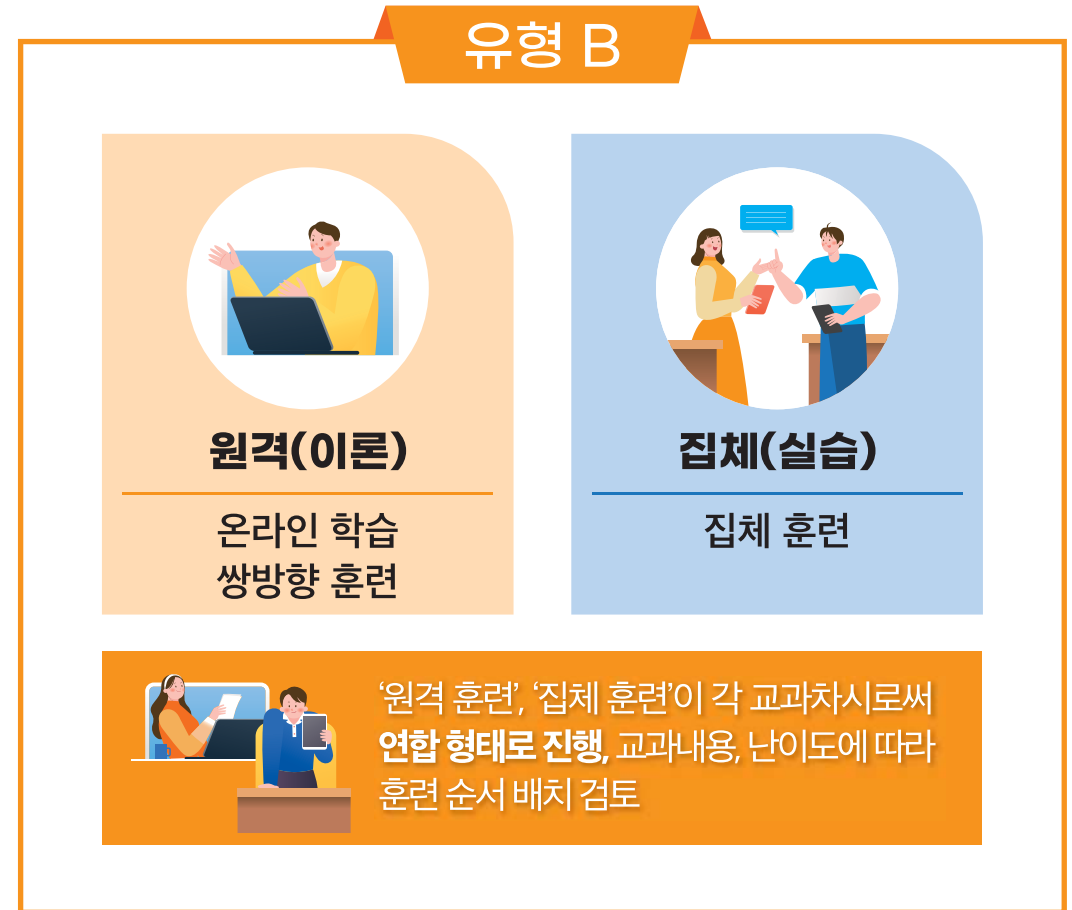 유형 B
원격(이론)
온라인 학습
쌍방향 훈련
집체(실습)
집체 훈련
‘원격 훈련’, ‘집체 훈련’이 각 교과차시로써
연합 형태로 진행, 교과내용, 난이도에 따라
훈련 순서 배치 검토